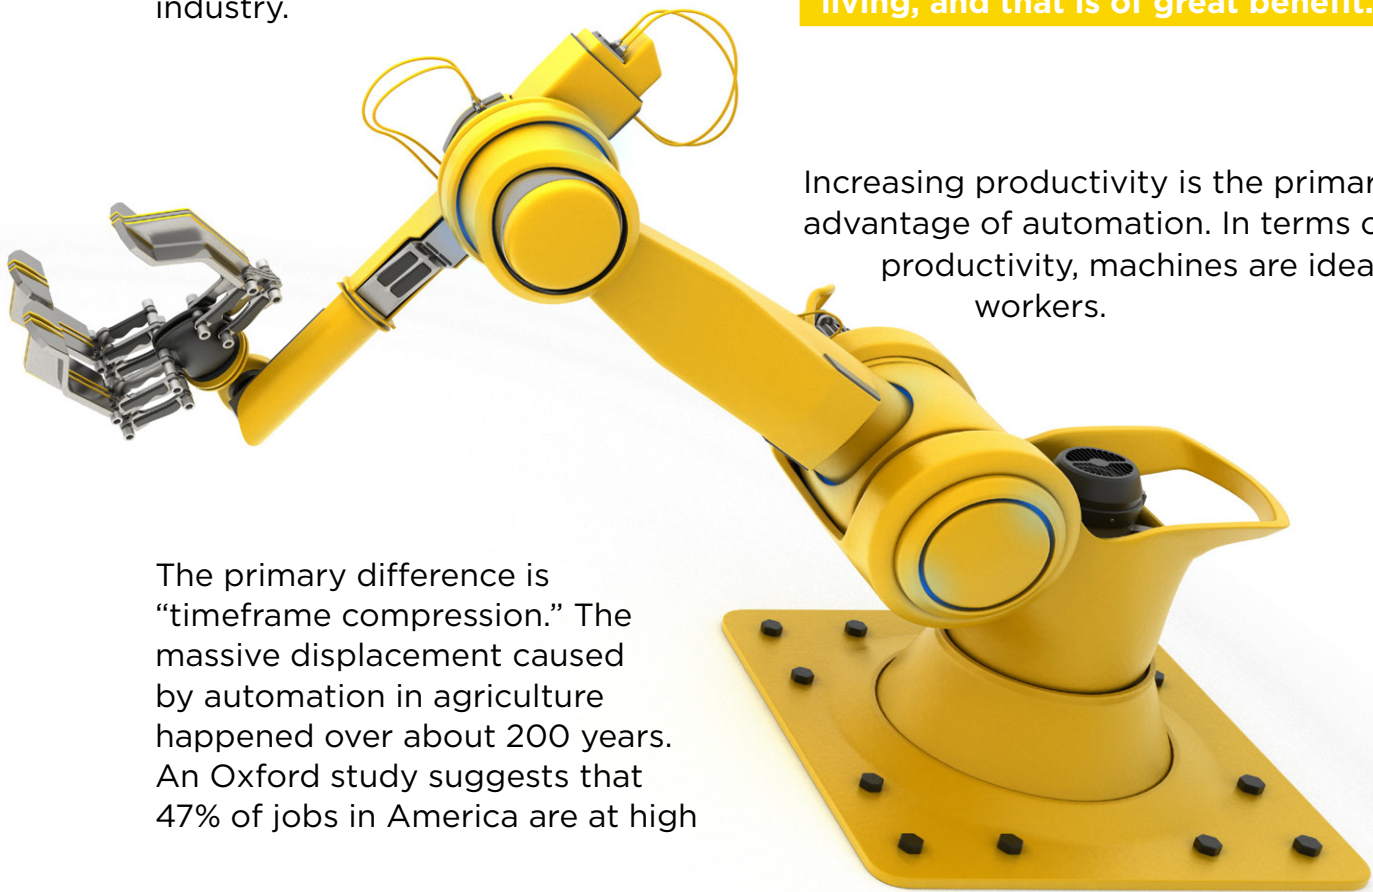 industry.
The primary difference is
“timeframe compression.” The
massive displacement caused
by automation in agriculture
happened over about 200 years.
An Oxford study suggests that
47% of jobs in America are at high
living, and that is of great benefit.
Increasing productivity is the primar
advantage of automation. In terms o
productivity, machines are idea
workers.